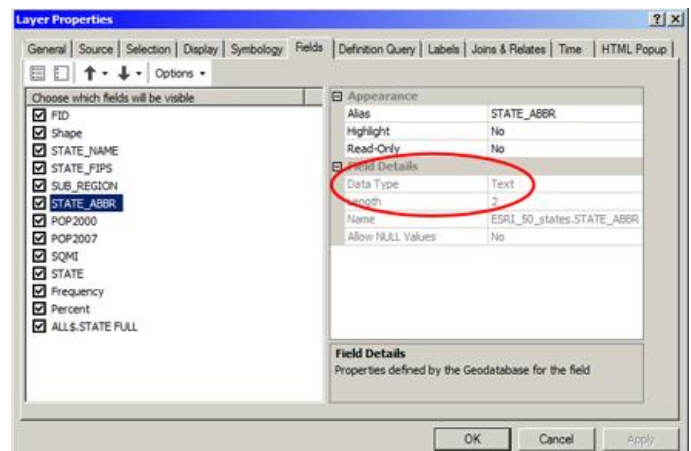 Layer Properties
General Source Selection Display Symbology Fields Definition Query Labels Joins & Relates Time HTML Popup
Options
Choose which fields will be visible
FID
Shape
STATE_NAME
STATE_FIPS
SUB_REGION
STATE_ABBR
POP2000
POP2007
SQMI
STATE
Frequency
Percent
ALL$.STATE FULL
Appearance
Alias STATE_ABBR
Highlight No
Read-Only No
Field Details
Data Type Text
Length 2
Name ESRI_50_states.STATE_ABBR
Allow NULL Values No
Field Details
Properties defined by the Geodatabase for the field
OK Cancel Apply